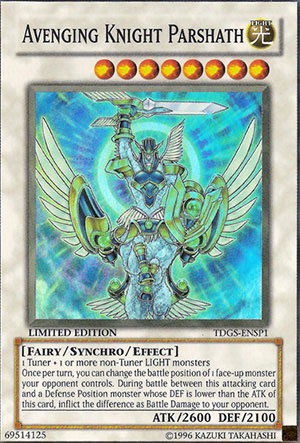 AVENGING KNIGHT PARSHATH
LIGHT
光
LIMITED EDITION
TDGS-ENSP1
[FAIRY/SYNCHRO/EFFECT]
1 Tuner + 1 or more non-Tuner LIGHT monsters
Once per turn, you can change the battle position of 1 face-up monster
your opponent controls. During battle between this attacking card
and a Defense Position monster whose DEF is lower than the ATK of
this card, inflict the difference as Battle Damage to your opponent.
ATK/2600 DEF/2100
69514125
©1996 KAZUKI TAKAHASHI